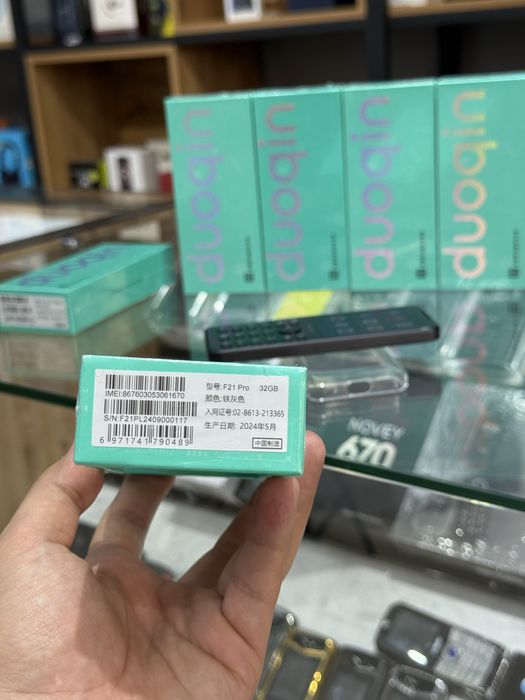 duoqin
duoqin
duoqin
duoqin
duoqin
IMEI:867603053061670
S/N:F21PL2409000117
6 971741 790489
型号:F21 Pro 32GB
颜色:铁灰色
入网证号:02-B613-213365
生产日期: 2024年5月
中国制造
NOVEY
670